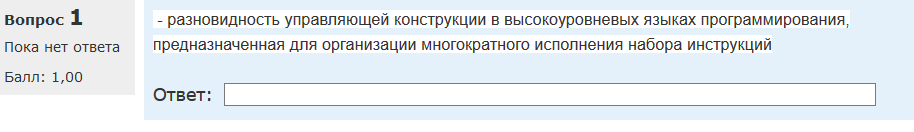 Вопрос 1
Пока нет ответа
Балл: 1,00
- разновидность управляющей конструкции в высокоуровневых языках программирования,
предназначенная для организации многократного исполнения набора инструкций
Ответ: